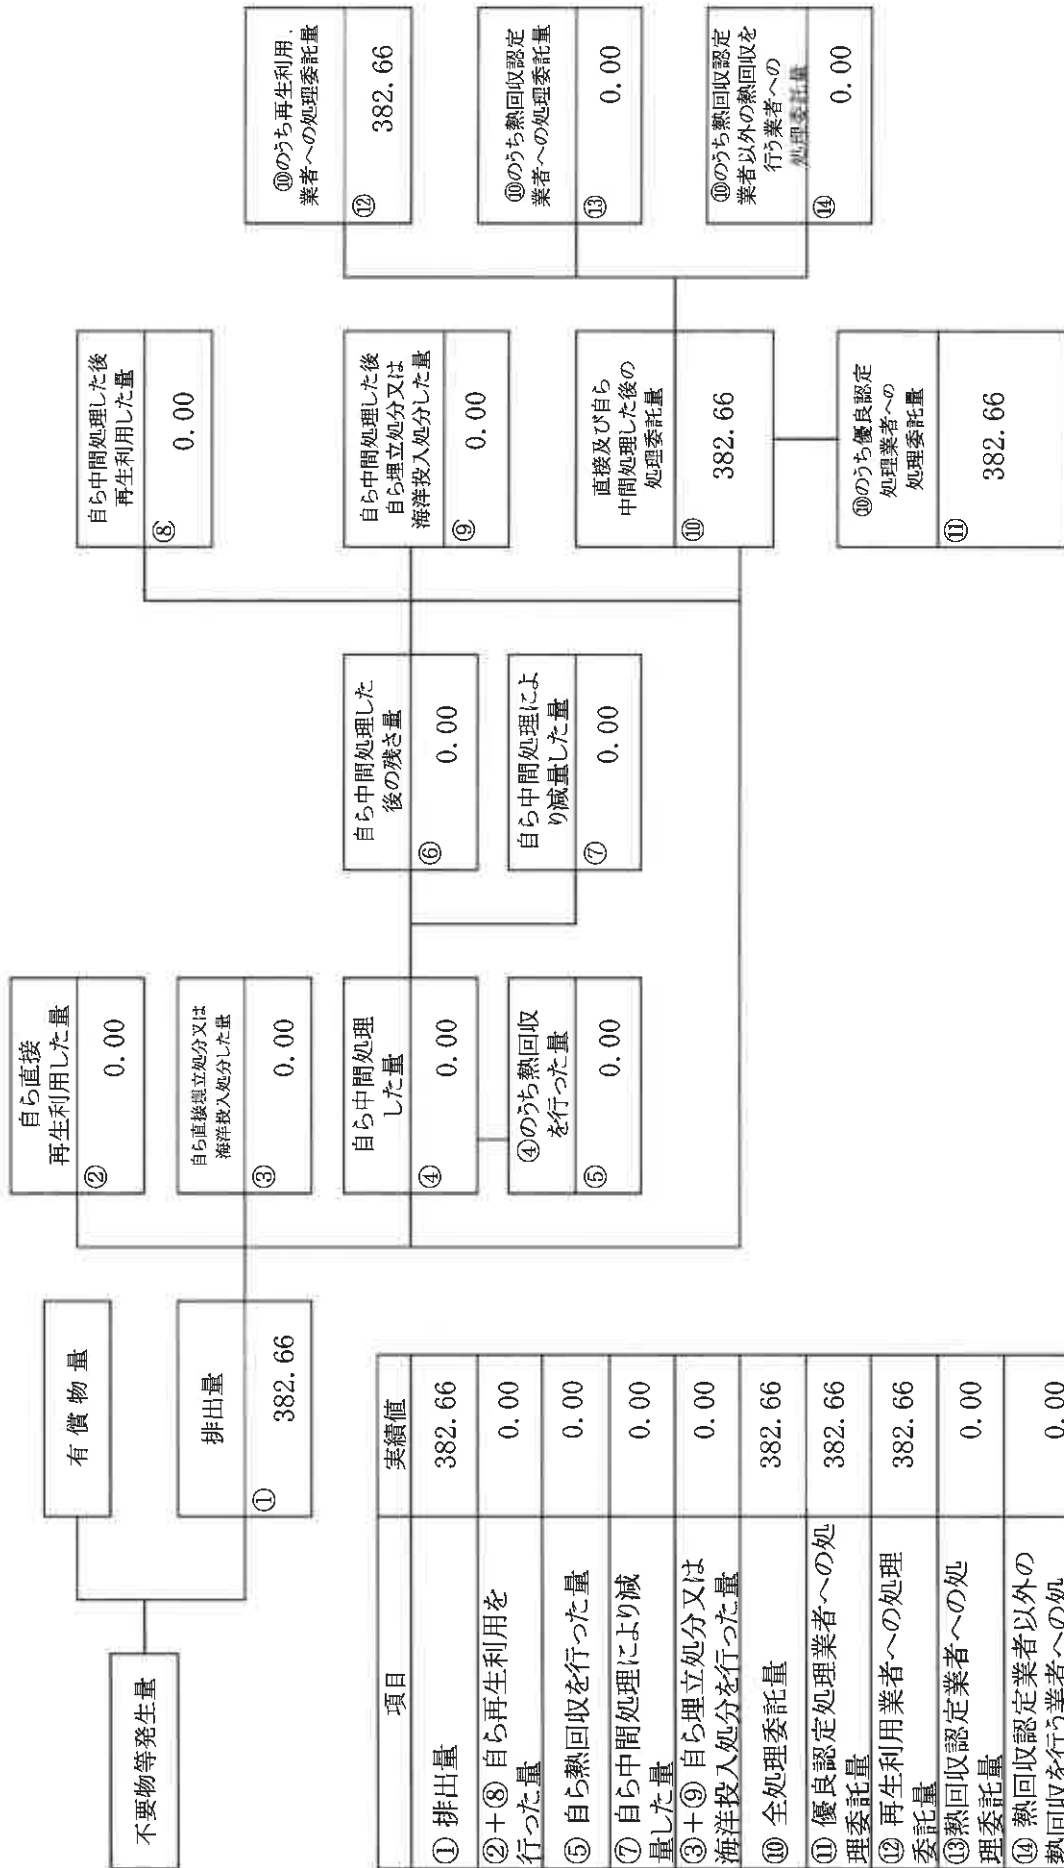 不要物等発生量
有 償 物 量
排出量
①
382.66
自ら直接
再生利用した量
②
0.00
自ら直接埋立処分又は
海洋投入処分した量
③
0.00
自ら中間処理
した量
④
0.00
④のうち熱回収
を行った量
⑤
0.00
自ら中間処理した
後の残さ量
⑥
0.00
自ら中間処理によ
り減量した量
⑦
0.00
自ら中間処理した後
再生利用した量
⑧
0.00
自ら中間処理した後
自ら埋立処分又は
海洋投入処分した量
⑨
0.00
直接及び自ら
中間処理した後の
処理委託量
⑩
382.66
⑩のうち優良認定
処理業者への
処理委託量
⑪
382.66
⑩のうち再生利用
業者への処理委託量
⑫
382.66
⑩のうち熱回収認定
業者への処理委託量
⑬
0.00
⑩のうち熱回収認定
業者以外の熱回収を
行う業者への
処理委託量
⑭
0.00
項目 実績値
① 排出量 382.66
②+⑧ 自ら再生利用を
行った量 0.00
⑤ 自ら熱回収を行った量 0.00
⑦ 自ら中間処理により減
量した量 0.00
③+⑨ 自ら埋立処分又は
海洋投入処分を行った量 0.00
⑩ 全処理委託量 382.66
⑪ 優良認定処理業者への処
理委託量 382.66
⑫ 再生利用業者への処理
委託量 382.66
⑬熱回収認定業者への処
理委託量 0.00
⑭ 熱回収認定業者以外の
熱回収を行う業者への処 0.00